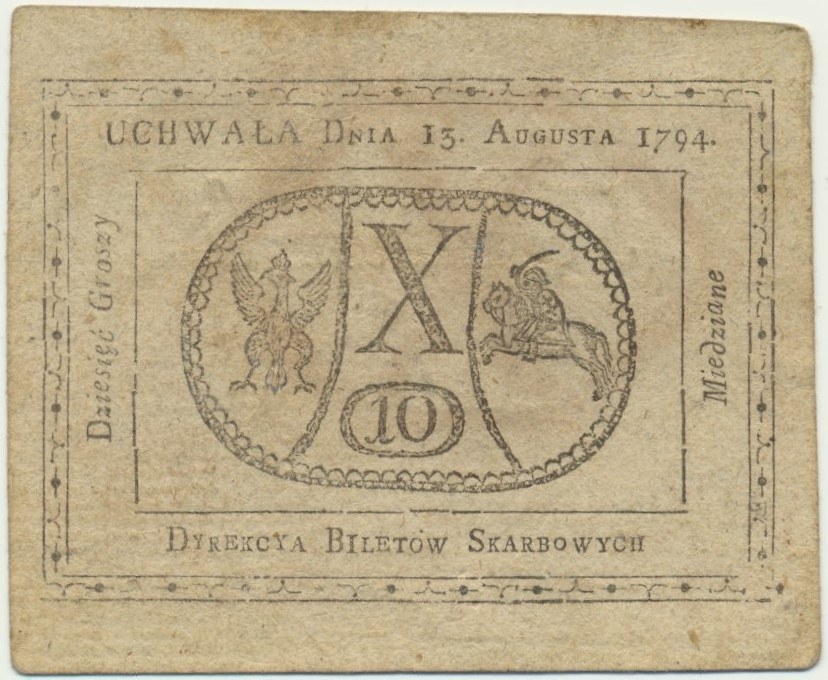 UCHWAŁA DNIA 13. AUGUSTA 1794.
Dziesięć Groszy
X
10
Miedziane
DYREKCYA BILETÓW SKARBOWYCH